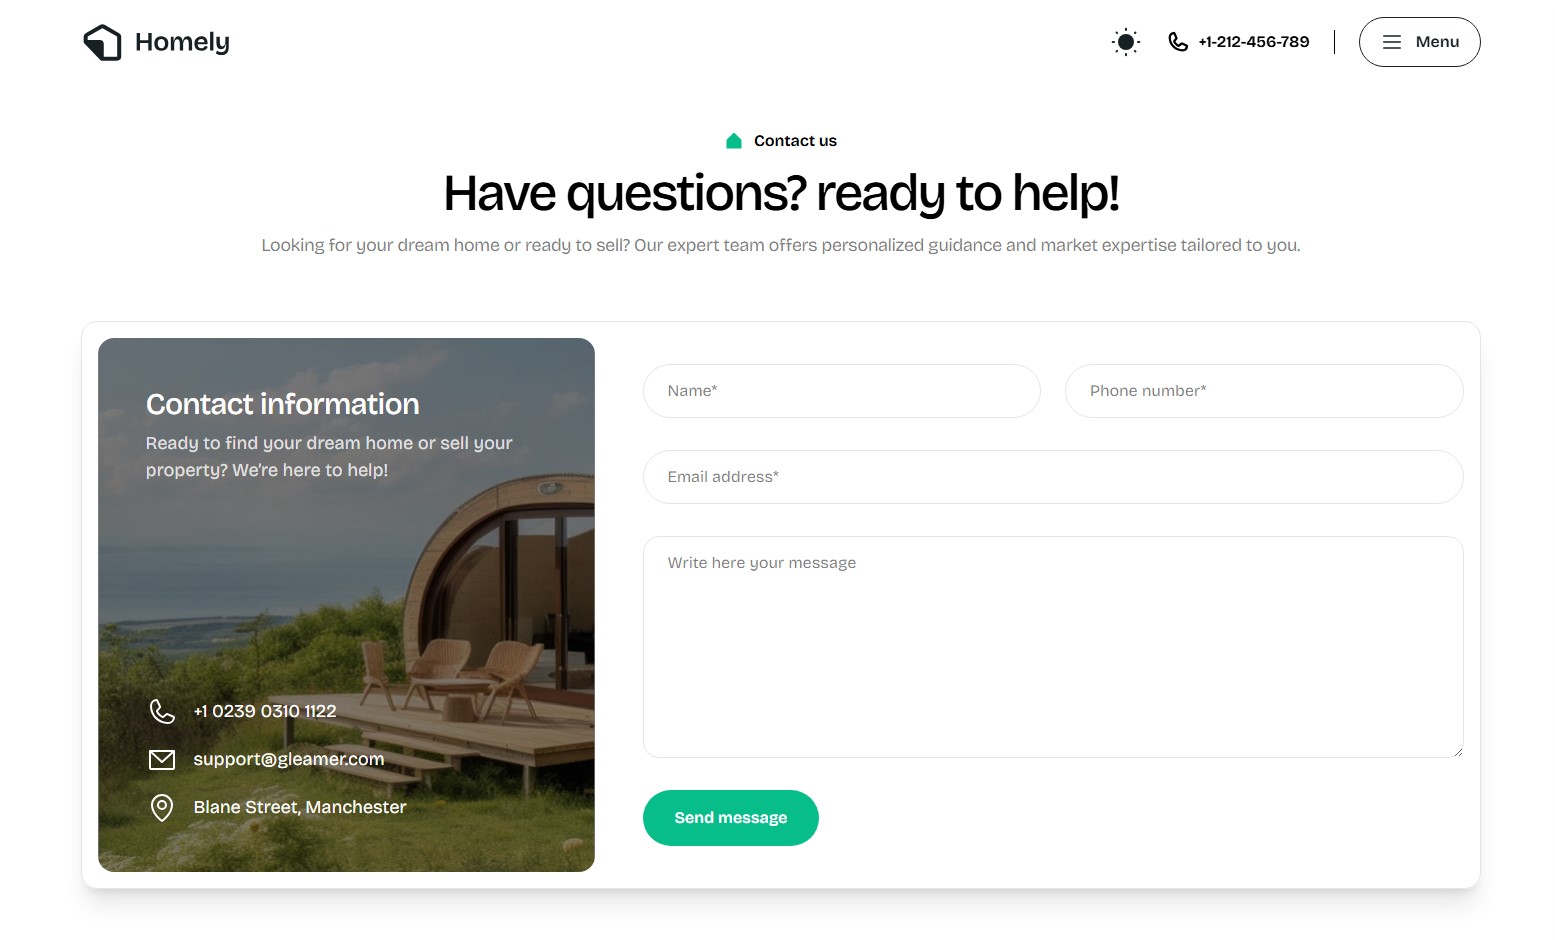 Homely
+1-212-456-789
Menu
Contact us
Have questions? ready to help!
Looking for your dream home or ready to sell? Our expert team offers personalized guidance and market expertise tailored to you.
Contact information
Ready to find your dream home or sell your
property? We're here to help!
+1 0239 0310 1122
support@gleamer.com
Blane Street, Manchester
Name*
Phone number*
Email address*
Write here your message
Send message